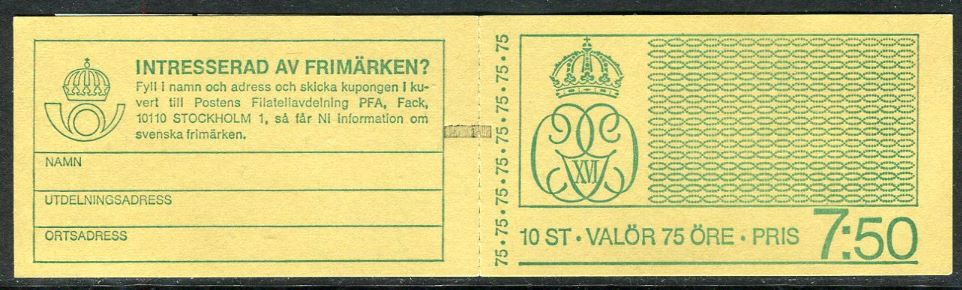 INTRESSERAD AV FRIMÄRKEN?
Fyll i namn och adress och skicka kupongen i ku-
vert till Postens Filateliavdelning PFA, Fack,
10110 STOCKHOLM 1, så får Ni information om
svenska frimärken.
NAMN
UTDELNINGSADRESS
ORTSADRESS
75·75·75·75·75·75·75·75
XVI
10 ST · VALÖR 75 ÖRE · PRIS 7:50